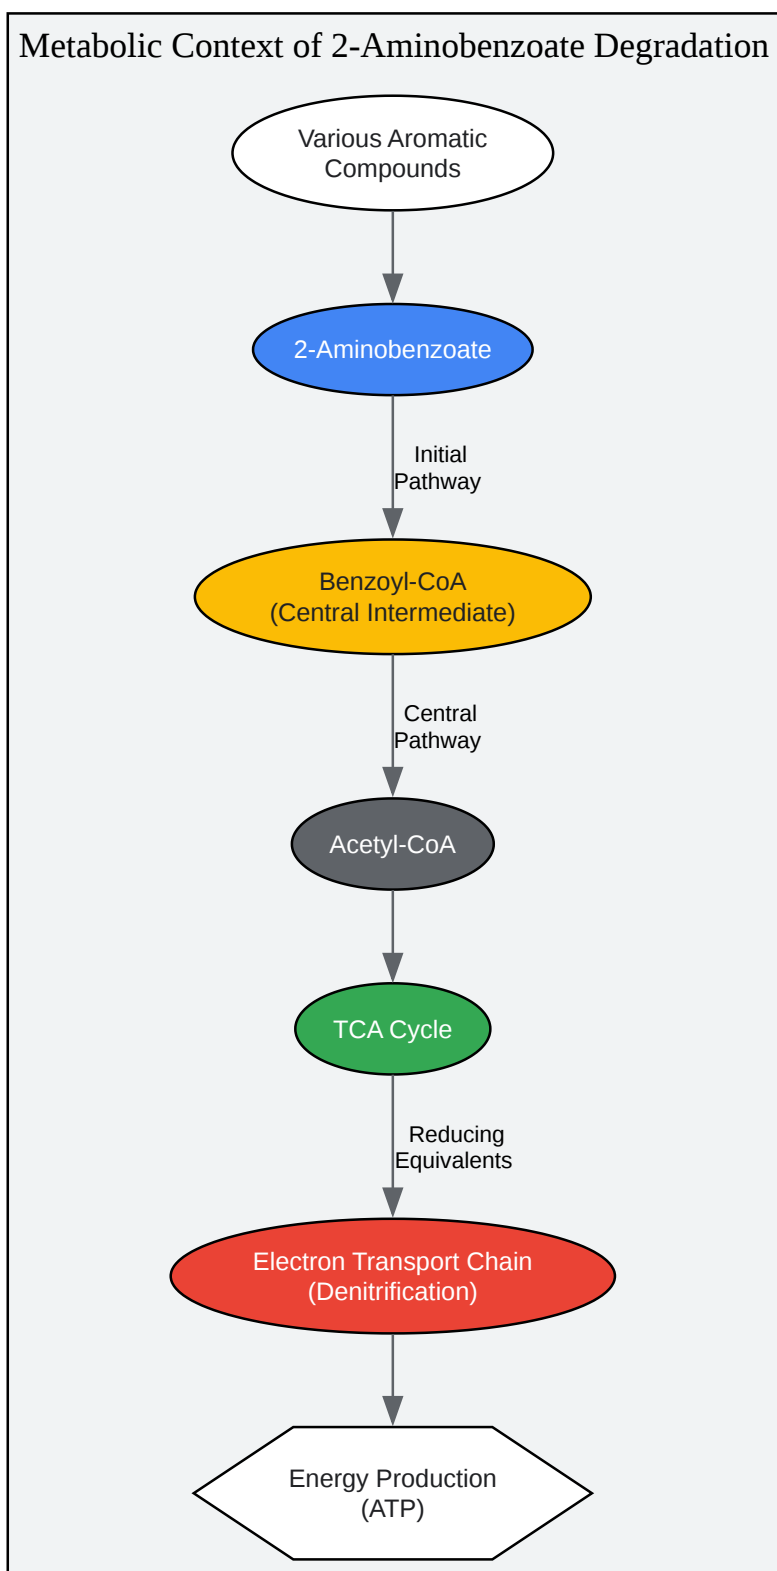 Metabolic Context of 2-Aminobenzoate Degradation
Various Aromatic
Compounds
2-Aminobenzoate
Initial
Pathway
Benzoyl-CoA
(Central Intermediate)
Central
Pathway
Acetyl-CoA
TCA Cycle
Reducing
Equivalents
Electron Transport Chain
(Denitrification)
Energy Production
(ATP)